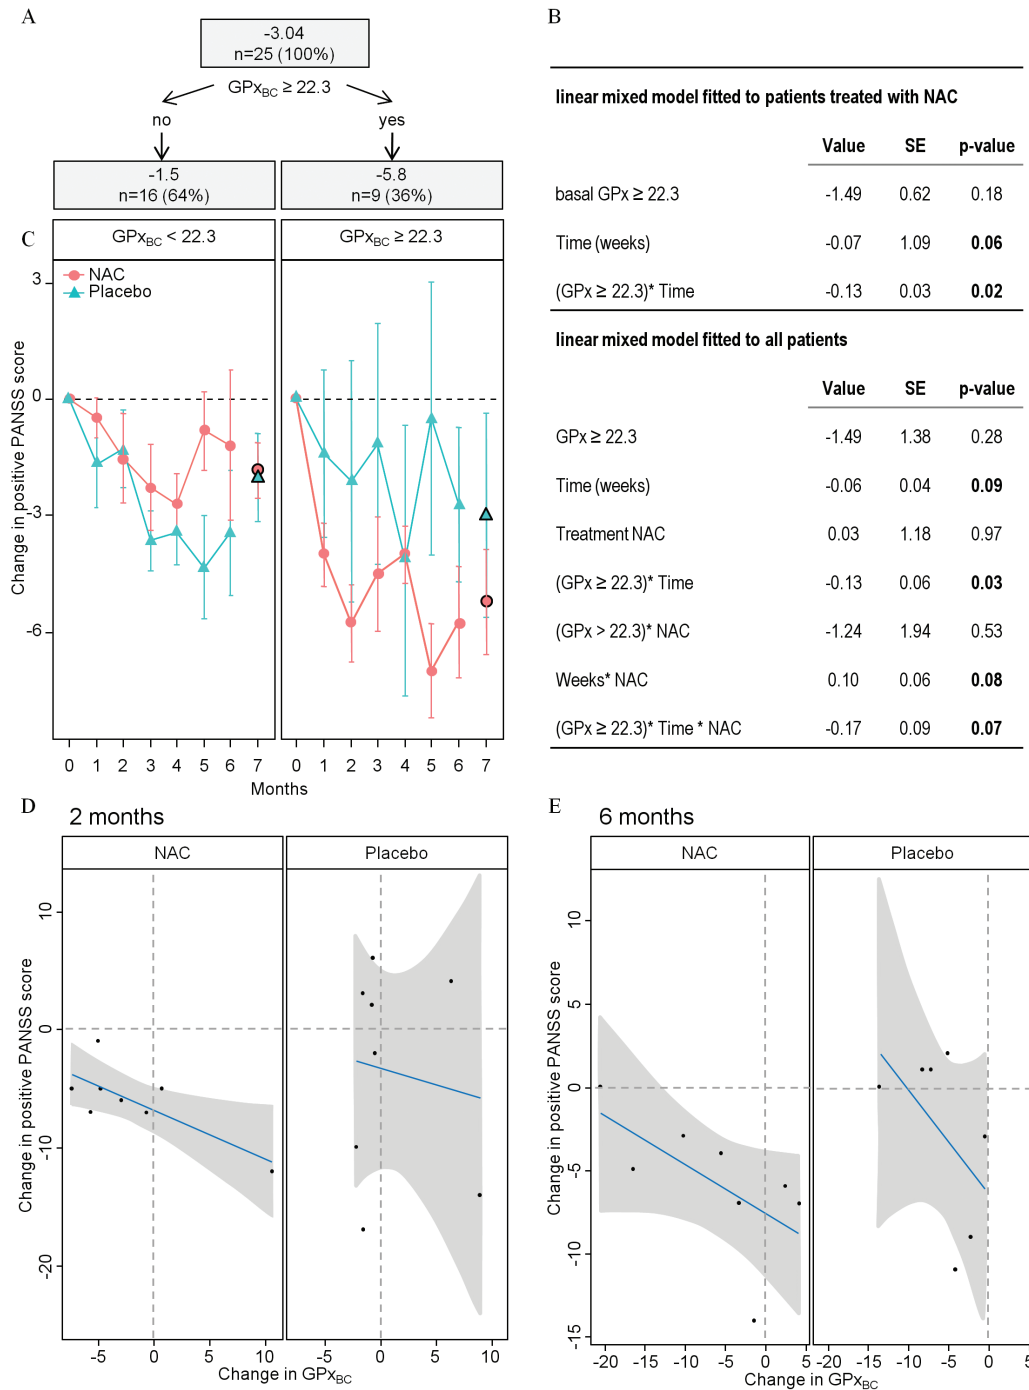 A
-3.04
n=25 (100%)
GPxBC ≥ 22.3
no
yes
-1.5
n=16 (64%)
-5.8
n=9 (36%)
B
linear mixed model fitted to patients treated with NAC
Value SE p-value
basal GPx ≥ 22.3 -1.49 0.62 0.18
Time (weeks) -0.07 1.09 0.06
(GPx ≥ 22.3)* Time -0.13 0.03 0.02
linear mixed model fitted to all patients
Value SE p-value
GPx ≥ 22.3 -1.49 1.38 0.28
Time (weeks) -0.06 0.04 0.09
Treatment NAC 0.03 1.18 0.97
(GPx ≥ 22.3)* Time -0.13 0.06 0.03
(GPx > 22.3)* NAC -1.24 1.94 0.53
Weeks* NAC 0.10 0.06 0.08
(GPx ≥ 22.3)* Time * NAC -0.17 0.09 0.07
C
GPxBC < 22.3
GPxBC ≥ 22.3
NAC
Placebo
Change in positive PANSS score
3
0
-3
-6
0 1 2 3 4 5 6 7
0 1 2 3 4 5 6 7
Months
D
2 months
NAC
Placebo
Change in positive PANSS score
10
0
-10
-20
-5 0 5 10
-5 0 5 10
Change in GPxBC
E
6 months
NAC
Placebo
Change in positive PANSS score
10
5
0
-5
-10
-15
-20 -15 -10 -5 0 5
-20 -15 -10 -5 0 5
Change in GPxBC